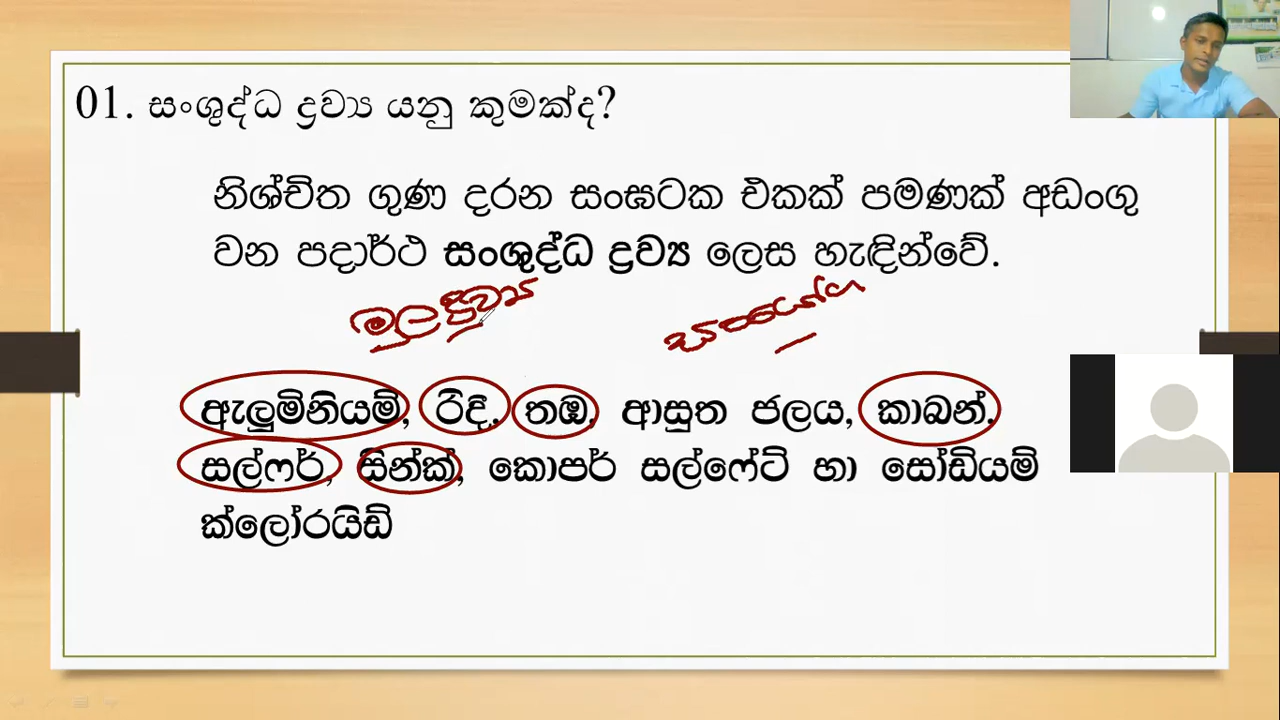 01. සංශුද්ධ ද්‍රව්‍ය යනු කුමක්ද?
නිශ්චිත ගුණ දරන සංඝටක එකක් පමණක් අඩංගු
වන පදාර්ථ සංශුද්ධ ද්‍රව්‍ය ලෙස හැඳින්වේ.
මුලද්‍රව්‍ය සංයෝග
ඇලුමිනියම්, රිදී, තඹ, ආසුත ජලය, කාබන්,
සල්ෆර්, සින්ක්, කොපර් සල්ෆේට් හා සෝඩියම්
ක්ලෝරයිඩ්